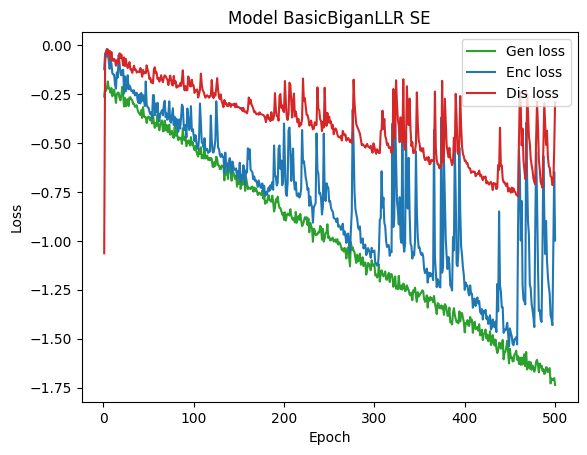 Model BasicBiganLLR SE
Gen loss
Enc loss
Dis loss
Loss
0.00
−0.25
−0.50
−0.75
−1.00
−1.25
−1.50
−1.75
0 100 200 300 400 500
Epoch